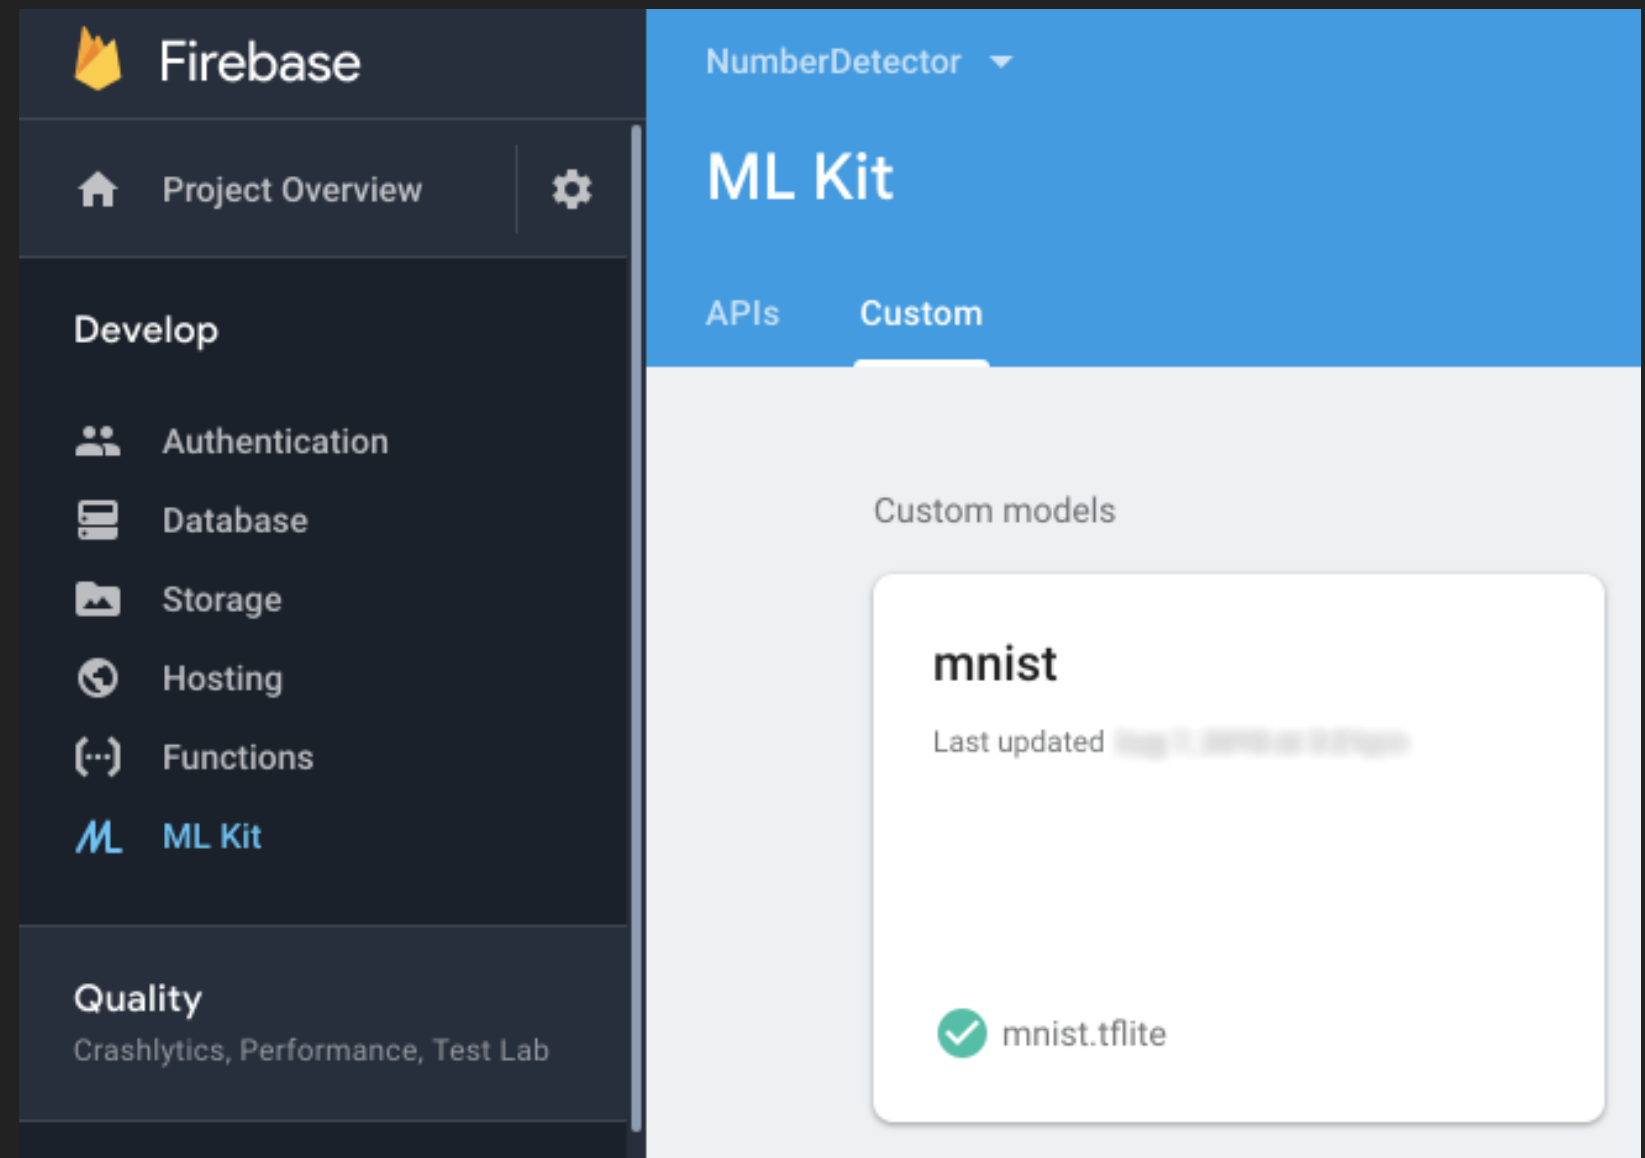 Firebase
Project Overview
Develop
Authentication
Database
Storage
Hosting
Functions
ML Kit
Quality
Crashlytics, Performance, Test Lab
NumberDetector
ML Kit
APIs Custom
Custom models
mnist
Last updated
mnist.tflite